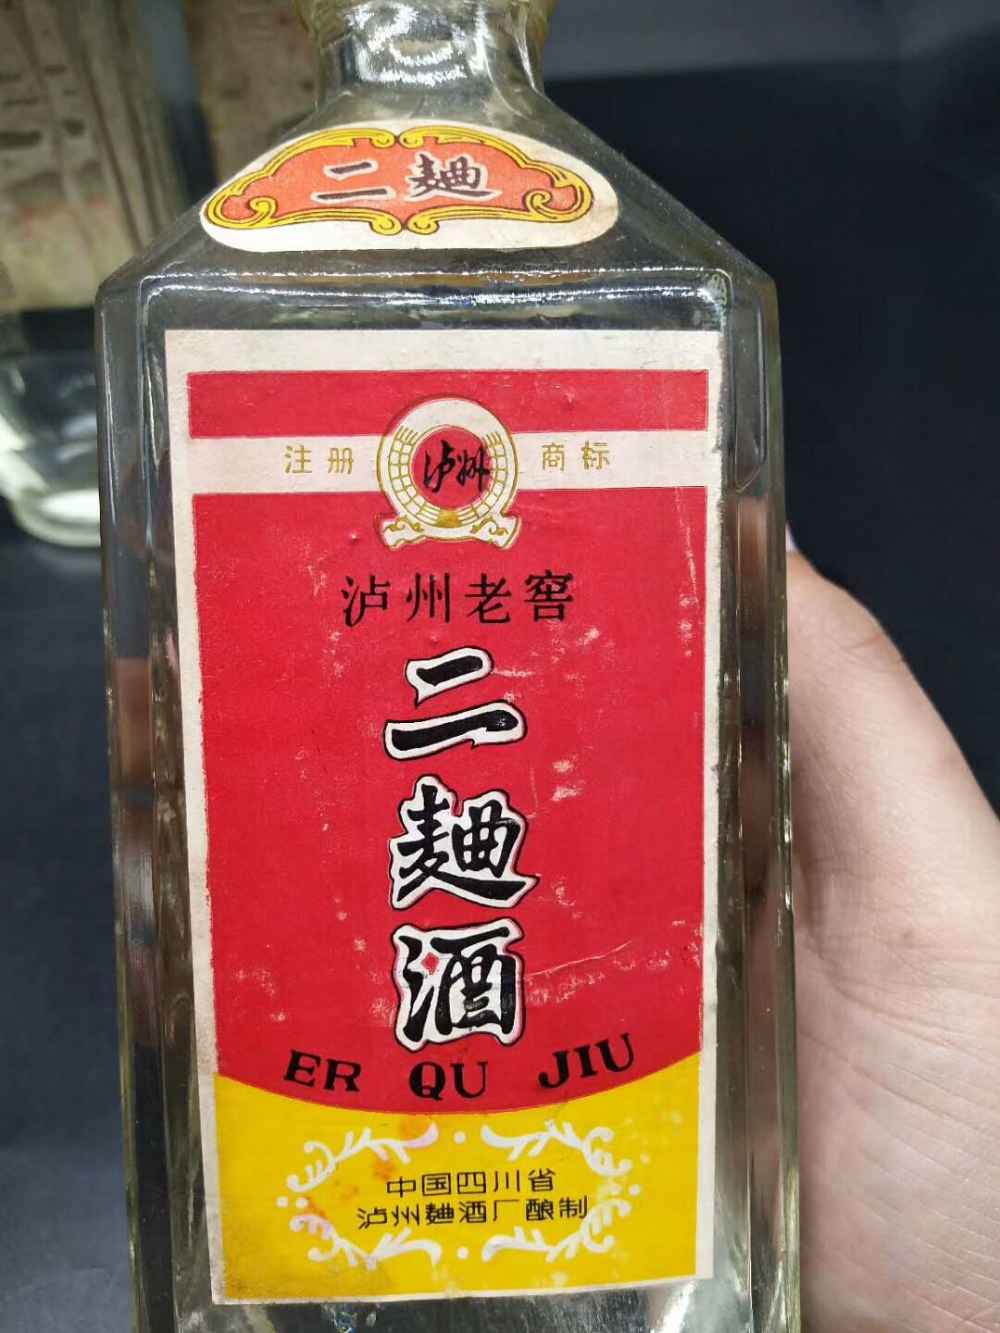 二麯
注册 泸州 商标
泸州老窖
二
麯
酒
ER QU JIU
中国四川省
泸州麯酒厂酿制